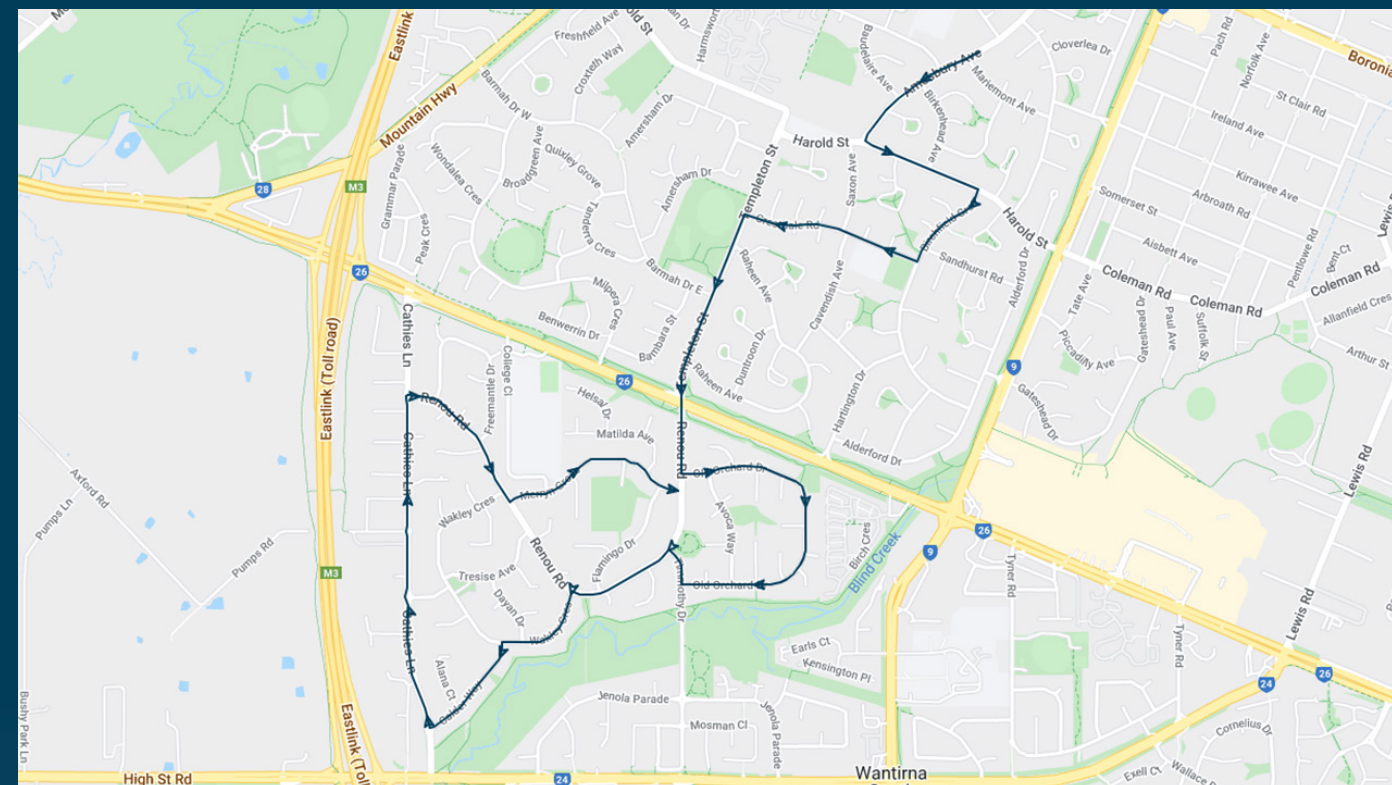 Eastlink
Mountain Hwy
Freshfield Ave
Croxteth Way
Barmah Dr W
Amersham Dr
Baudelaire Ave
Amesbury Ave
Marlemont Ave
Cloverlea Dr
Birkenhead Ave
Pach Rd
Norfolk Ave
Boronia
St Clair Rd
Ireland Ave
Kirrawee Ave
Arbroath Rd
Somerset St
Aisbett Ave
Pentlowe Rd
Bent Ct
Lewis
Coleman Rd
Coleman Rd
Coleman Rd
Allanfield Cres
Arthur St
28
M3
26
Grammar Parade
Wondalea Cres
Broadgreen Ave
Quixley Grove
Amersham Dr
Tanderra Cres
Peak Cres
Harold St
Templeton St
Saxon Ave
Harold St
Sandhurst Rd
Alderford Dr
Tate Ave
Gateshead Dr
Paul Ave
Suffolk St
Piccadilly Ave
Barmah Dr E
Raheen Ave
Cavendish Ave
Milpera Cres
Benwerrin Dr
Bambara St
Duntroon Dr
Raheen Ave
Hartington Dr
9
Gateshead Dr
Cathies Ln
Eastlink (Toll road)
College Cl
Freemantle Dr
Renou Rd
Helsal Dr
26
Matilda Ave
Renou Rd
Alderford Dr
Cathies Ln
Old Orchard Dr
Avoca Way
Birch Cres
Blind Creek
Lewis Rd
26
9
Axford Rd
Pumps Ln
Pumps Rd
Wakley Cres
Renou Rd
Flamingo Dr
Tresise Ave
Dayan Dr
M3
Cathies Ln
Wakley Cres
Old Orchard
Timothy Dr
Tyner Rd
Tyner Rd
Lewis Rd
Alana Ct
Earls Ct
Kensington Pl
Jenola Parade
Jenola Parade
Mosman Cl
24
26
Cornelius Dr
Bushy Park Ln
High St Rd
24
Wantirna
Exell Ct